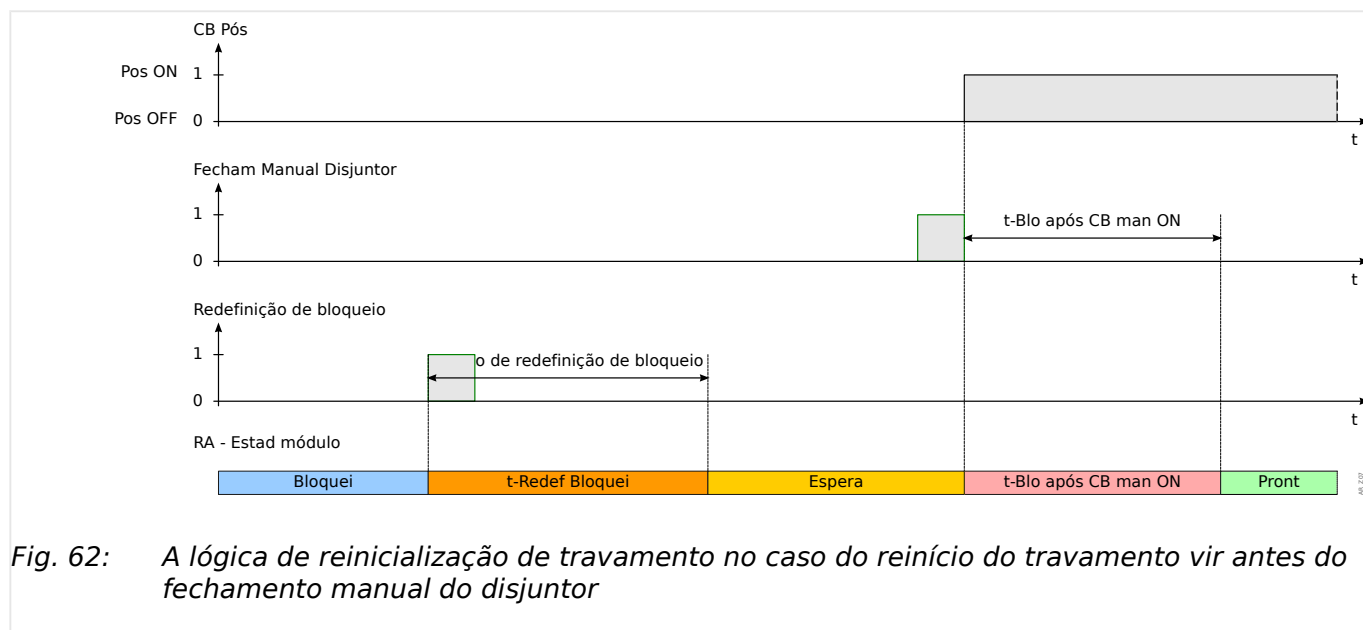 CB Pós
Pos ON 1
Pos OFF 0
t
Fecham Manual Disjuntor
1
t-Blo após CB man ON
0
t
Redefinição de bloqueio
1
o de redefinição de bloqueio
0
t
RA - Estad módulo
Bloquei t-Redef Bloquei Espera t-Blo após CB man ON Pront
Fig. 62: A lógica de reinicialização de travamento no caso do reinício do travamento vir antes do
fechamento manual do disjuntor